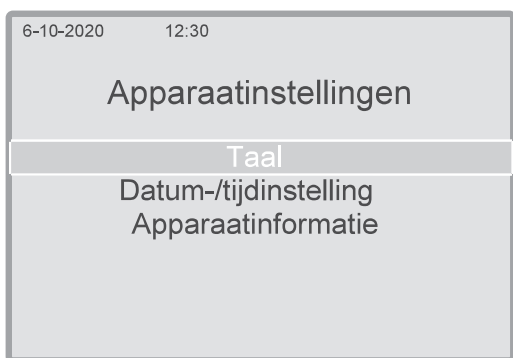 6-10-2020 12:30
Apparaatinstellingen
Taal
Datum-/tijdinstelling
Apparaatinformatie